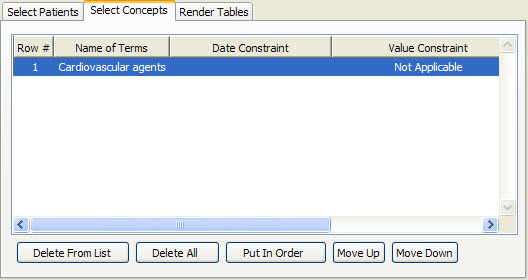 Select Patients Select Concepts Render Tables
Row # Name of Terms Date Constraint Value Constraint
1 Cardiovascular agents Not Applicable
Delete From List Delete All Put In Order Move Up Move Down